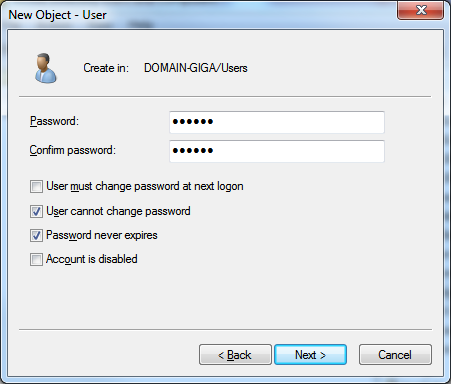 New Object - User
Create in: DOMAIN-GIGA/Users
Password: ●●●●●●
Confirm password: ●●●●●●
User must change password at next logon
User cannot change password
Password never expires
Account is disabled
< Back Next > Cancel